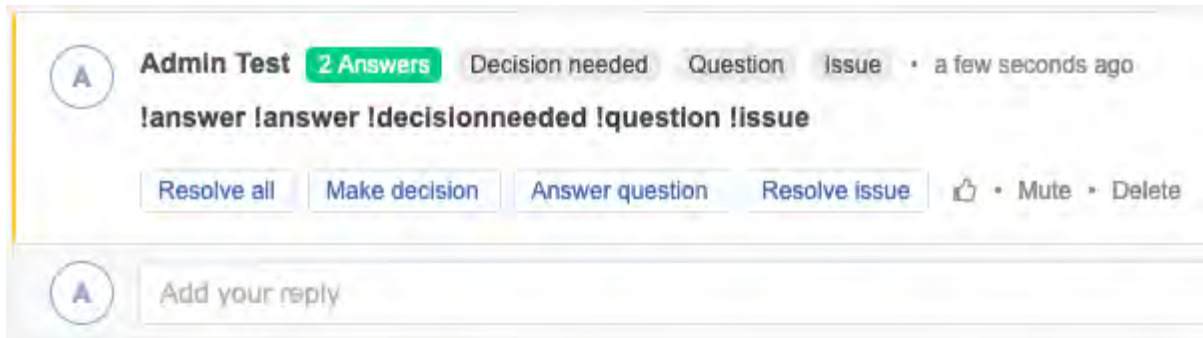 A Admin Test 2 Answers Decision needed Question Issue • a few seconds ago
!answer !answer !decisionneeded !question !issue
Resolve all Make decision Answer question Resolve issue • Mute • Delete
A Add your reply